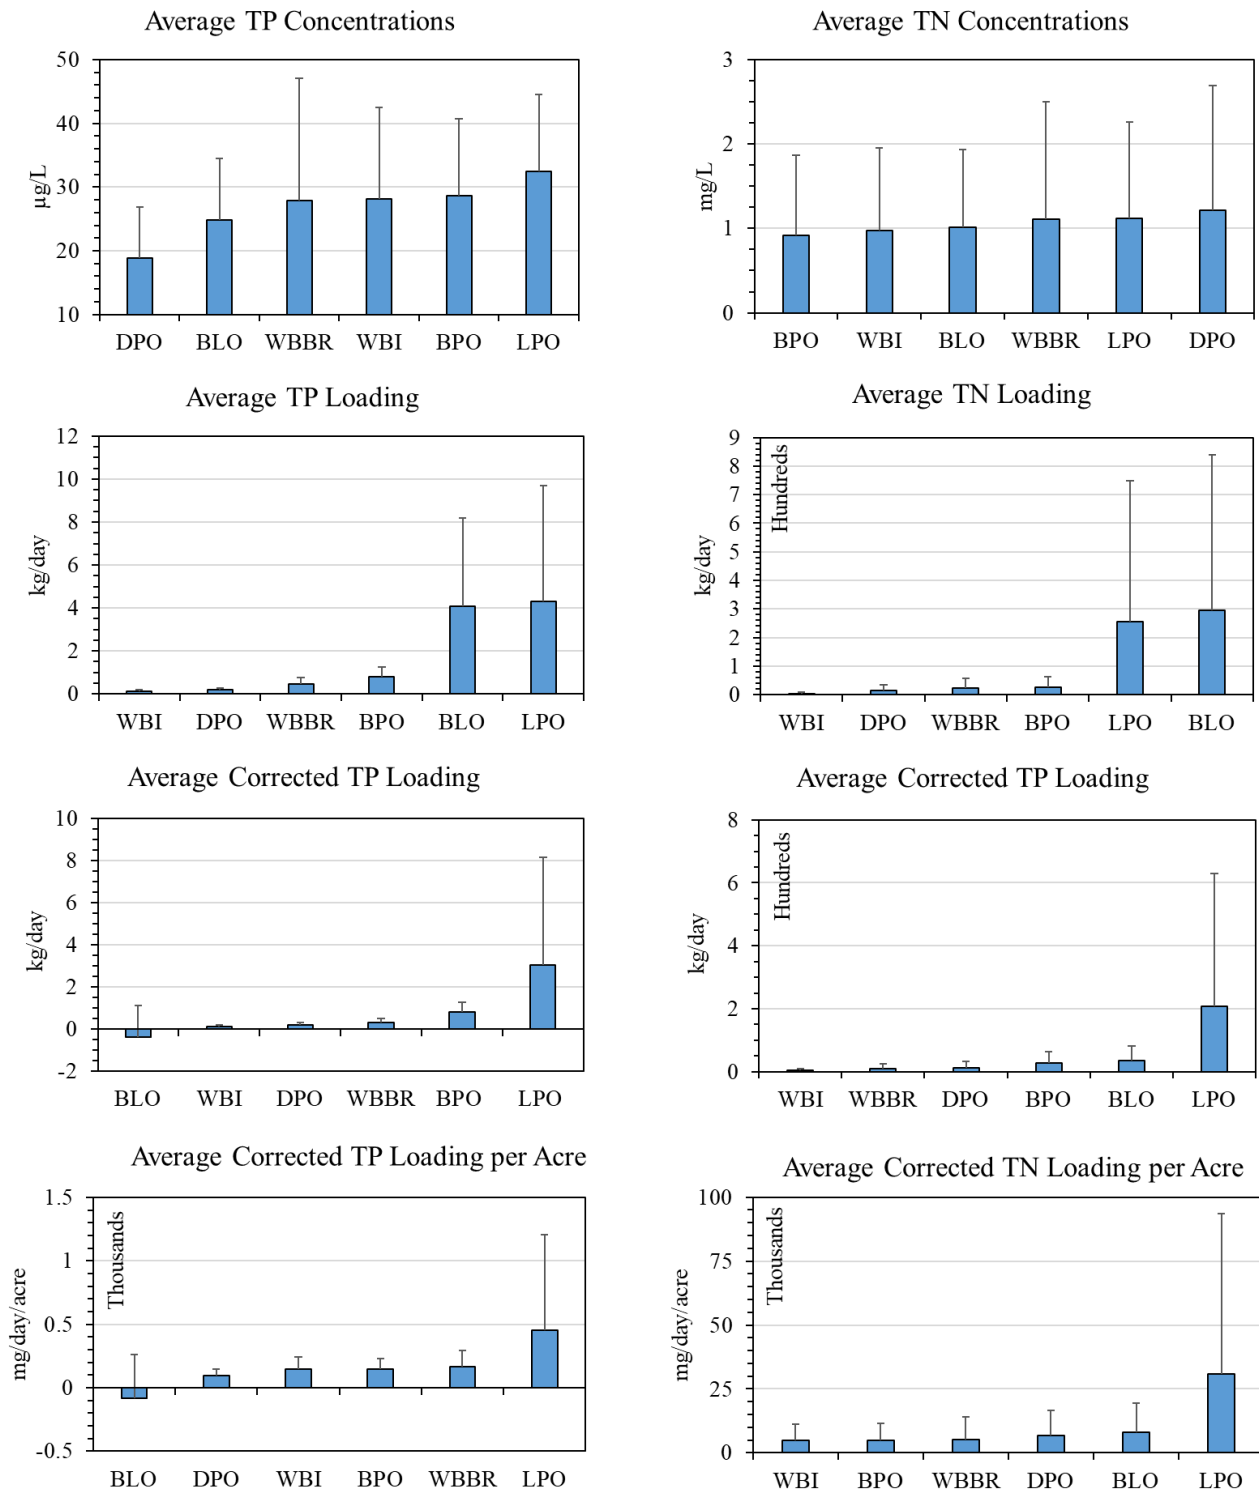 Average TP Concentrations
50
40
30
20
10
µg/L
DPO BLO WBBR WBI BPO LPO
Average TN Concentrations
3
2
1
0
mg/L
BPO WBI BLO WBBR LPO DPO
Average TP Loading
12
10
8
6
4
2
0
kg/day
WBI DPO WBBR BPO BLO LPO
Average TN Loading
9
8
7
6
5
4
3
2
1
0
kg/day
Hundreds
WBI DPO WBBR BPO LPO BLO
Average Corrected TP Loading
10
8
6
4
2
0
-2
kg/day
BLO WBI DPO WBBR BPO LPO
Average Corrected TP Loading
8
6
4
2
0
kg/day
Hundreds
WBI WBBR DPO BPO BLO LPO
Average Corrected TP Loading per Acre
1.5
1
0.5
0
-0.5
mg/day/acre
Thousands
BLO DPO WBI BPO WBBR LPO
Average Corrected TN Loading per Acre
100
75
50
25
0
mg/day/acre
Thousands
WBI BPO WBBR DPO BLO LPO